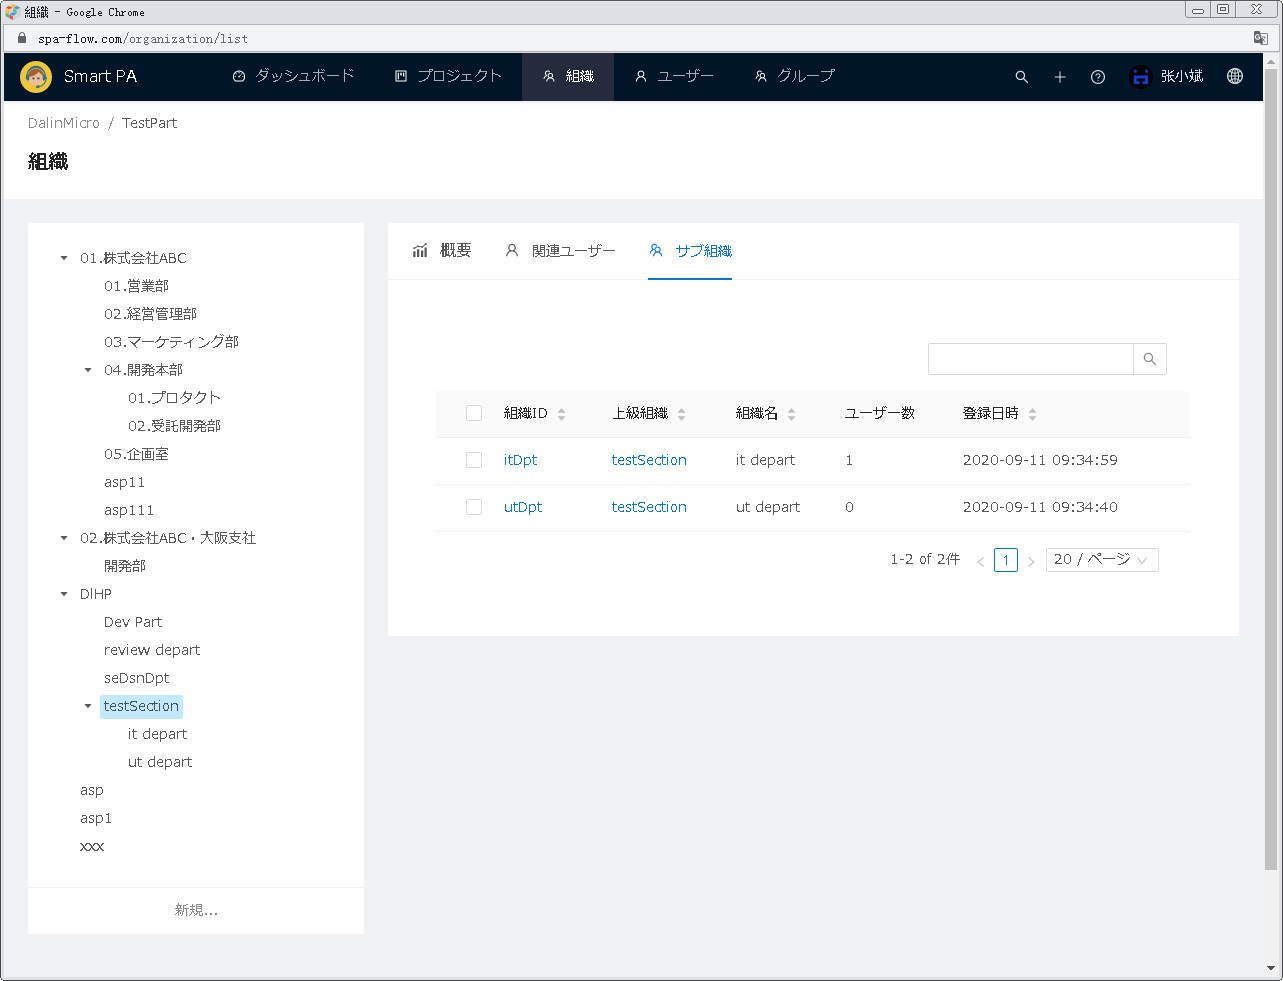 組織 - Google Chrome
spa-flow.com/organization/list
Smart PA ダッシュボード プロジェクト 組織 ユーザー グループ 张小斌
DalinMicro / TestPart
組織
01.株式会社ABC
01.営業部
02.経営管理部
03.マーケティング部
04.開発本部
01.プロタクト
02.受託開発部
05.企画室
asp11
asp111
02.株式会社ABC・大阪支社
開発部
DlHP
Dev Part
review depart
seDsnDpt
testSection
it depart
ut depart
asp
asp1
xxx
新規...
概要 関連ユーザー サブ組織
組織ID 上級組織 組織名 ユーザー数 登録日時
itDpt testSection it depart 1 2020-09-11 09:34:59
utDpt testSection ut depart 0 2020-09-11 09:34:40
1-2 of 2件 < 1 > 20 / ページ